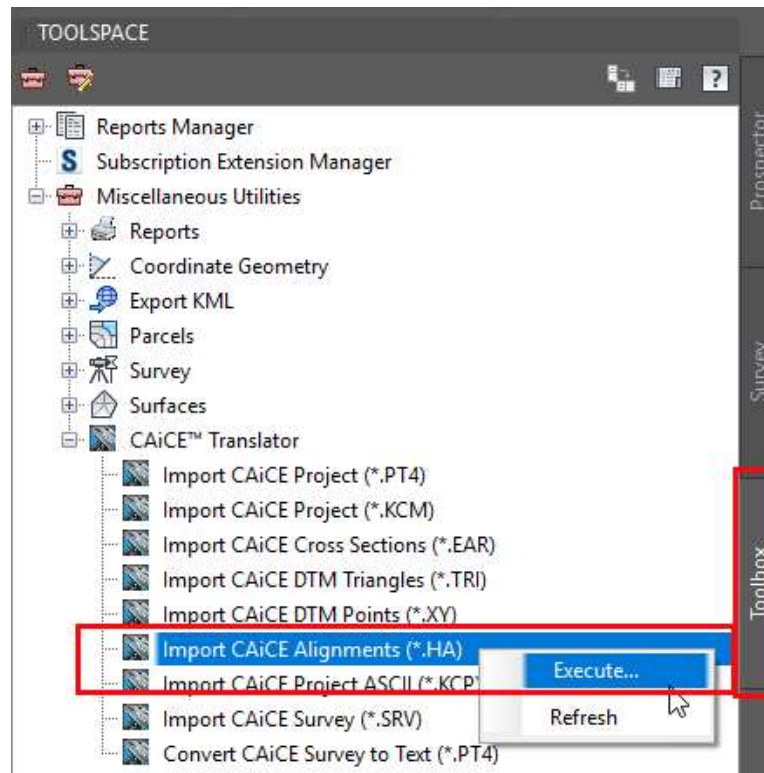 TOOLSPACE
?
Reports Manager
S Subscription Extension Manager
Miscellaneous Utilities
Reports
Coordinate Geometry
Export KML
Parcels
Survey
Surfaces
CAiCE™ Translator
Import CAiCE Project (*.PT4)
Import CAiCE Project (*.KCM)
Import CAiCE Cross Sections (*.EAR)
Import CAiCE DTM Triangles (*.TRI)
Import CAiCE DTM Points (*.XY)
Import CAiCE Alignments (*.HA)
Execute...
Import CAiCE Project ASCII (*.KCP)
Import CAiCE Survey (*.SRV)
Refresh
Convert CAiCE Survey to Text (*.PT4)
Prospector
Survey
Toolbox